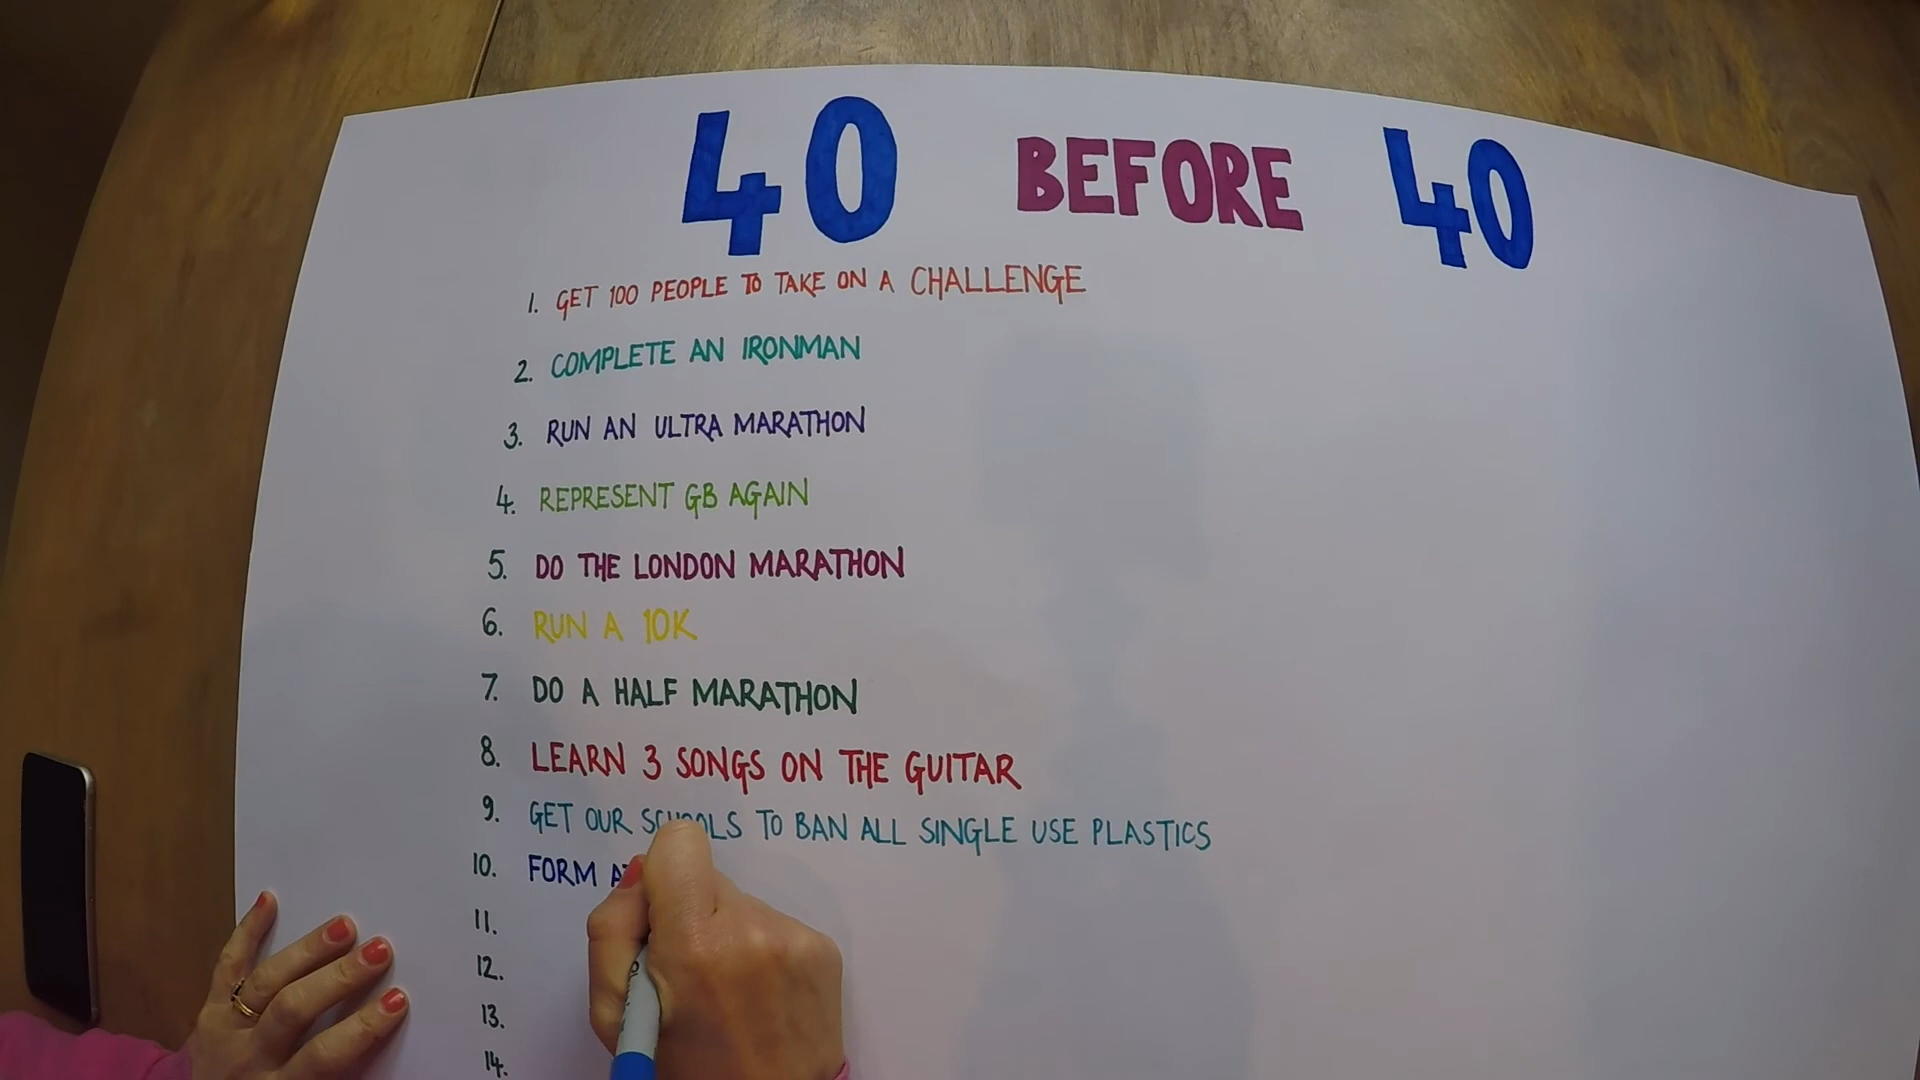 40 BEFORE 40
1. GET 100 PEOPLE TO TAKE ON A CHALLENGE
2. COMPLETE AN IRONMAN
3. RUN AN ULTRA MARATHON
4. REPRESENT GB AGAIN
5. DO THE LONDON MARATHON
6. RUN A 10K
7. DO A HALF MARATHON
8. LEARN 3 SONGS ON THE GUITAR
9. GET OUR SCHOOLS TO BAN ALL SINGLE USE PLASTICS
10. FORM
11.
12.
13.
14.